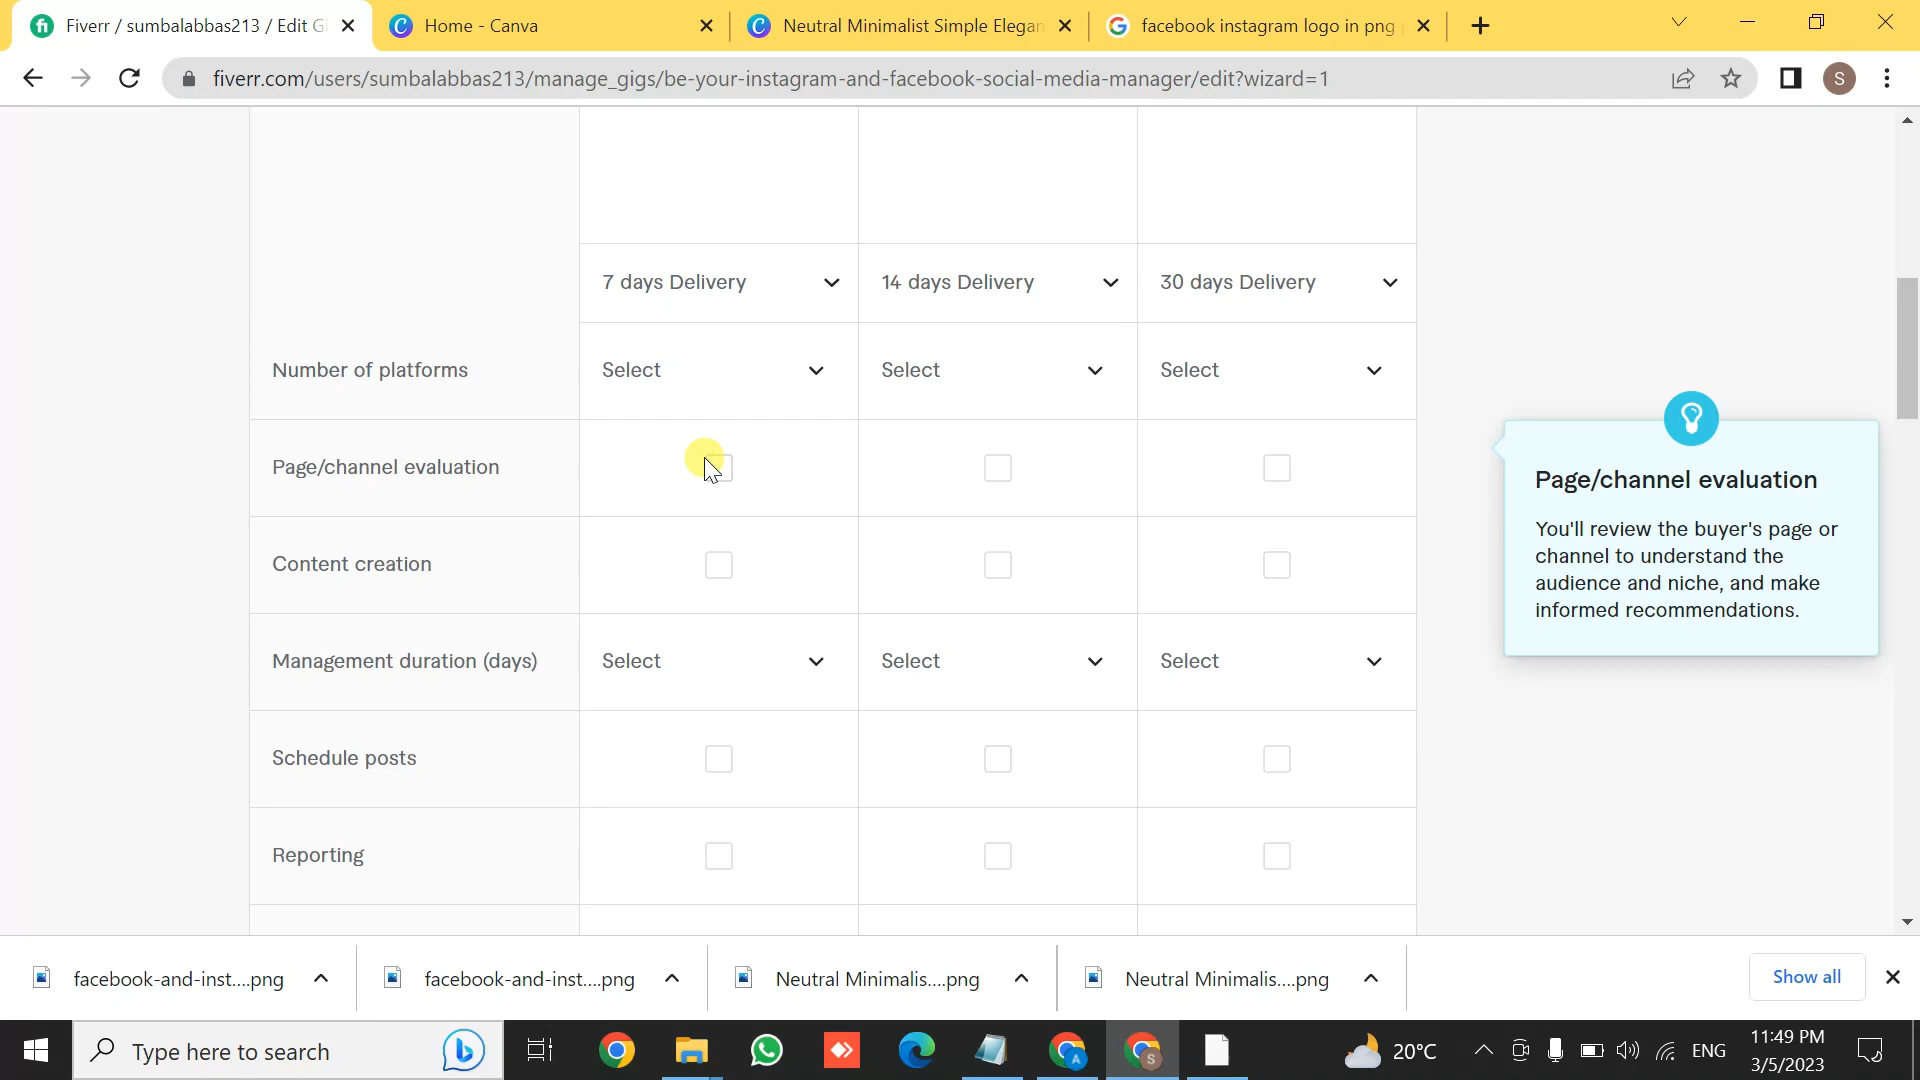 Fiverr / sumbalabbas213 / Edit Gi
Home - Canva
Neutral Minimalist Simple Elegan
facebook instagram logo in png
fiverr.com/users/sumbalabbas213/manage_gigs/be-your-instagram-and-facebook-social-media-manager/edit?wizard=1
S
7 days Delivery
14 days Delivery
30 days Delivery
Number of platforms
Select
Select
Select
Page/channel evaluation
Content creation
Management duration (days)
Select
Select
Select
Schedule posts
Reporting
Page/channel evaluation
You'll review the buyer's page or
channel to understand the
audience and niche, and make
informed recommendations.
facebook-and-inst....png
facebook-and-inst....png
Neutral Minimalis....png
Neutral Minimalis....png
Show all
Type here to search
A
S
20°C
ENG
11:49 PM
3/5/2023